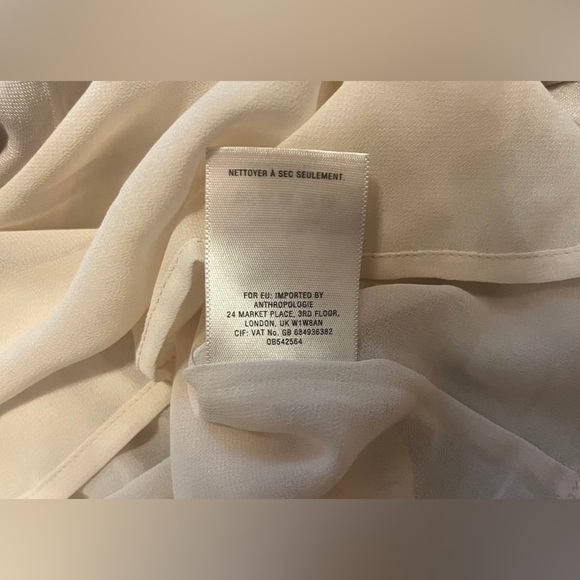 NETTOYER À SEC SEULEMENT.
FOR EU: IMPORTED BY
ANTHROPOLOGIE
24 MARKET PLACE, 3RD FLOOR,
LONDON, UK W1W8AN
CIF: VAT No. GB 684936382
OB542564